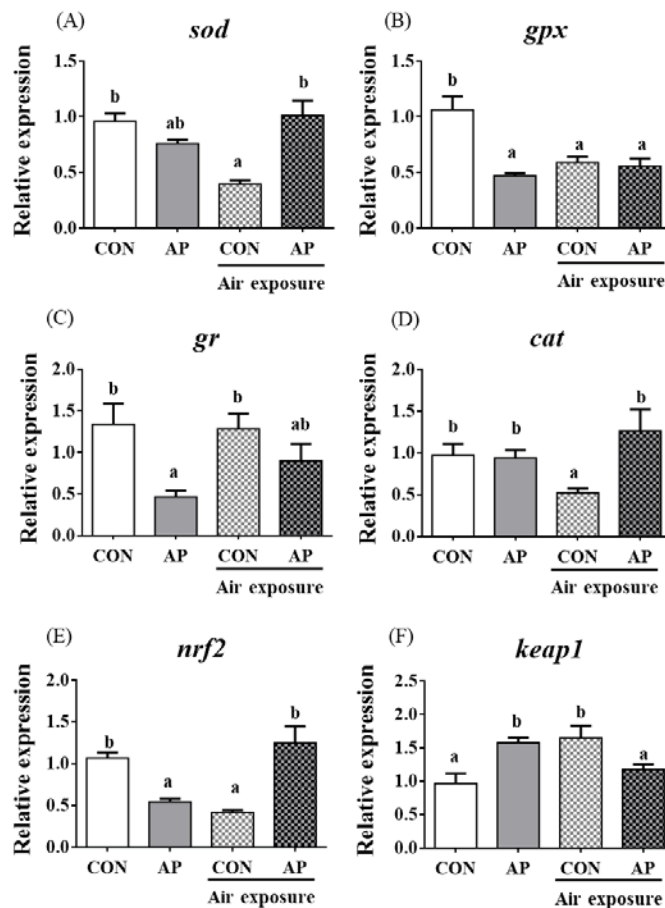 (A) sod
Relative expression
1.5
1.0
0.5
0.0
b ab a b
CON AP CON AP
Air exposure
(B) gpx
Relative expression
1.5
1.0
0.5
0.0
b a a a
CON AP CON AP
Air exposure
(C) gr
Relative expression
2.0
1.5
1.0
0.5
0.0
b a b ab
CON AP CON AP
Air exposure
(D) cat
Relative expression
2.0
1.5
1.0
0.5
0.0
b b a b
CON AP CON AP
Air exposure
(E) nrf2
Relative expression
2.0
1.5
1.0
0.5
0.0
b a a b
CON AP CON AP
Air exposure
(F) keap1
Relative expression
2.5
2.0
1.5
1.0
0.5
0.0
a b b a
CON AP CON AP
Air exposure